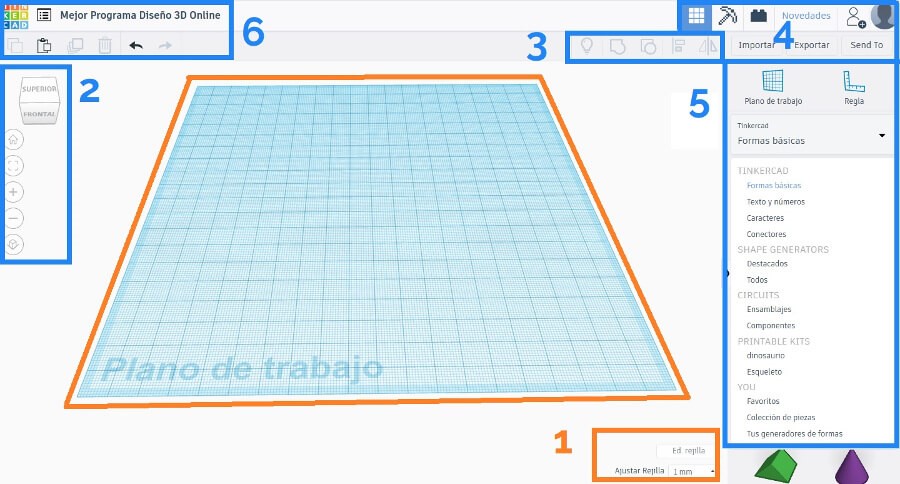 TIN
KER
CAD
Mejor Programa Diseño 3D Online
6
3
4
Novedades
Importar
Exportar
Send To
2
SUPERIOR
FRONTAL
5
Plano de trabajo
Regla
Tinkercad
Formas básicas
TINKERCAD
Formas básicas
Texto y números
Caracteres
Conectores
SHAPE GENERATORS
Destacados
Todos
CIRCUITS
Ensamblajes
Componentes
PRINTABLE KITS
dinosauno
Esqueleto
YOU
Favoritos
Colección de piezas
Tus generadores de formas
Plano de trabajo
1
Ed. rejilla
Ajustar Rejilla
1 mm